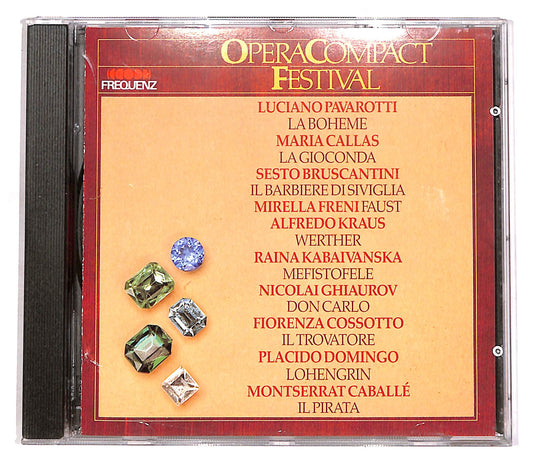 OPERACOMPACT
FESTIVAL
FREQUENZ
LUCIANO PAVAROTTI
LA BOHEME
MARIA CALLAS
LA GIOCONDA
SESTO BRUSCANTINI
IL BARBIERE DI SIVIGLIA
MIRELLA FRENI FAUST
ALFREDO KRAUS
WERTHER
RAINA KABAIVANSKA
MEFISTOFELE
NICOLAI GHIAUROV
DON CARLO
FIORENZA COSSOTTO
IL TROVATORE
PLACIDO DOMINGO
LOHENGRIN
MONTSERRAT CABALLÉ
IL PIRATA